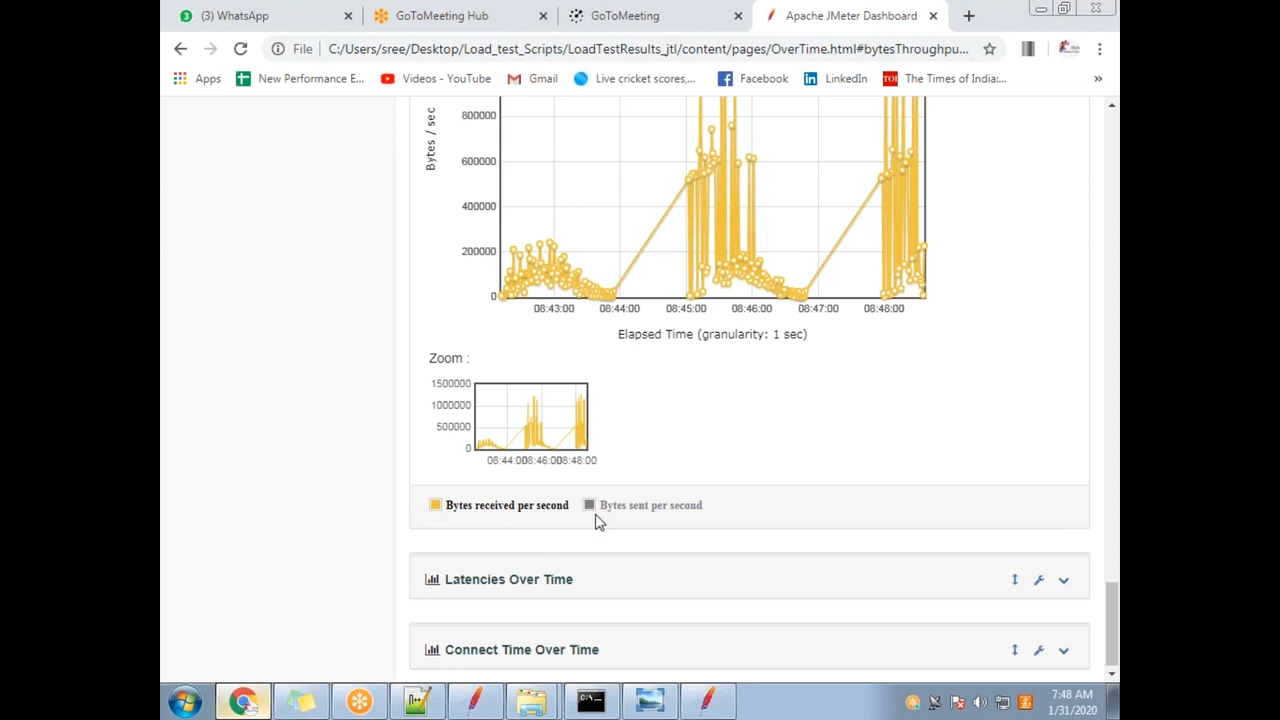 (3) WhatsApp
GoToMeeting Hub
GoToMeeting
Apache JMeter Dashboard
File
C:/Users/sree/Desktop/Load_test_Scripts/LoadTestResults_jtl/content/pages/OverTime.html#bytesThroughpu...
Apps
New Performance E...
Videos - YouTube
Gmail
Live cricket scores,...
Facebook
LinkedIn
TOI
The Times of India:...
»
Bytes / sec
800000
600000
400000
200000
0
08:43:00 08:44:00 08:45:00 08:46:00 08:47:00 08:48:00
Elapsed Time (granularity: 1 sec)
Zoom :
1500000
1000000
500000
0
08:44:00 08:46:00 08:48:00
Bytes received per second
Bytes sent per second
Latencies Over Time
Connect Time Over Time
7:48 AM
1/31/2020